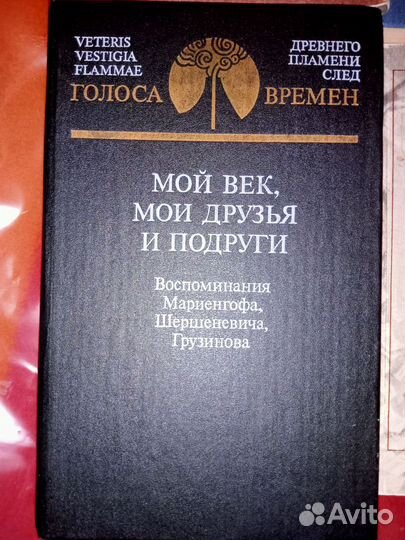 VETERIS
VESTIGIA
FLAMMAE
ДРЕВНЕГО
ПЛАМЕНИ
СЛЕД
ГОЛОСА ВРЕМЕН
МОЙ ВЕК,
МОИ ДРУЗЬЯ
И ПОДРУГИ
Воспоминания
Мариенгофа,
Шершеневича,
Грузинова
Avito